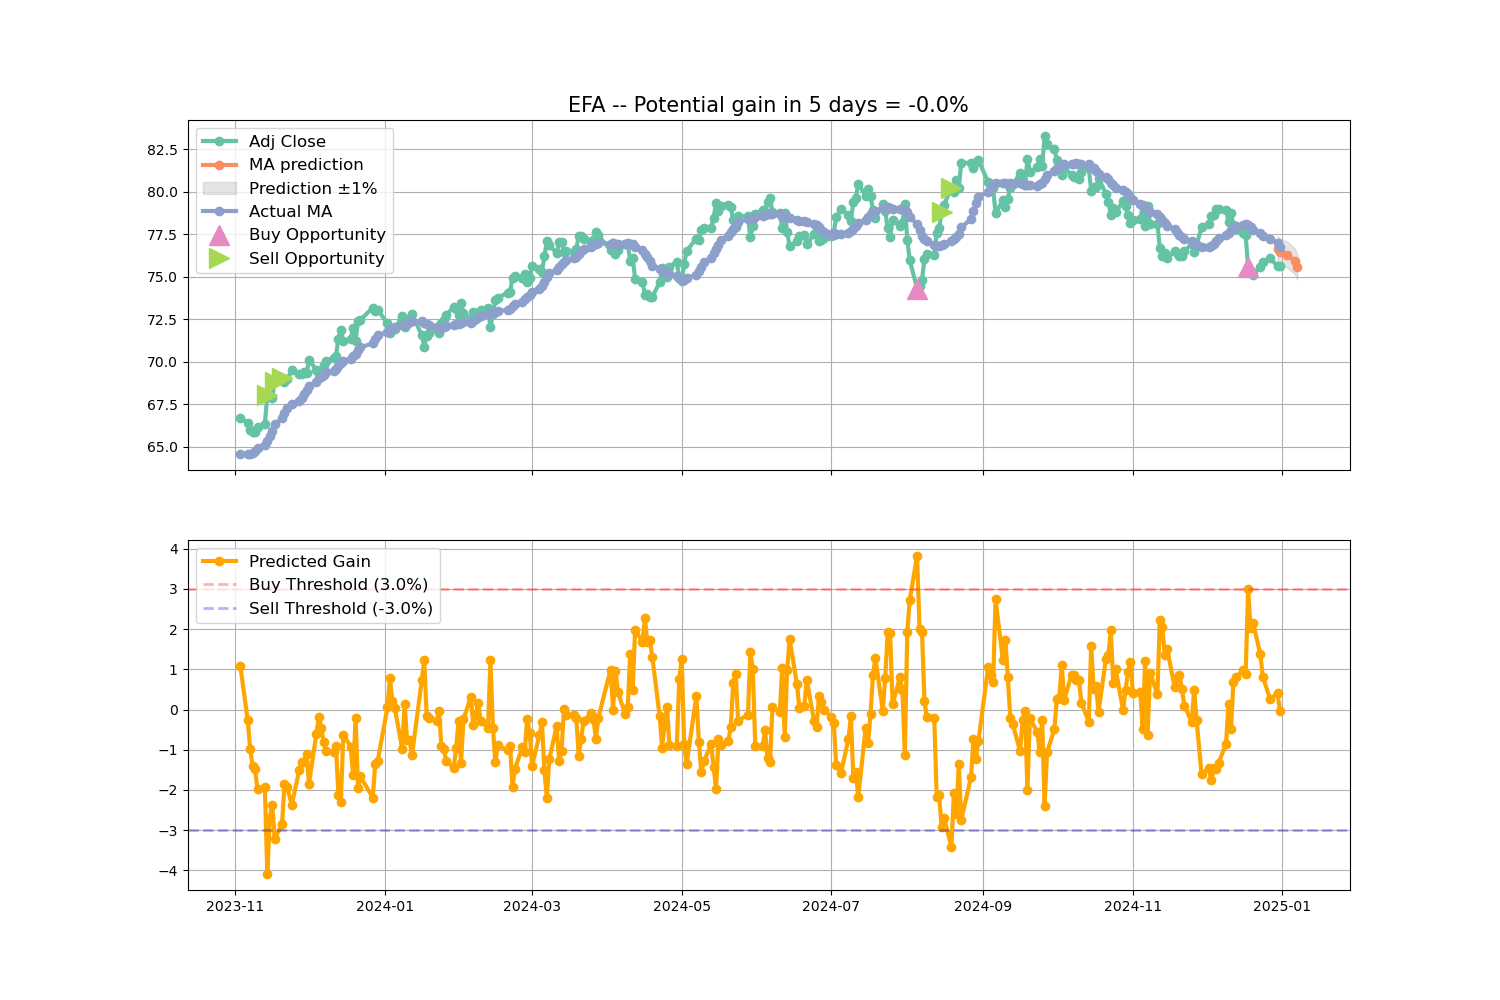 EFA -- Potential gain in 5 days = -0.0%
Adj Close
MA prediction
Prediction ±1%
Actual MA
Buy Opportunity
Sell Opportunity
82.5
80.0
77.5
75.0
72.5
70.0
67.5
65.0
Predicted Gain
Buy Threshold (3.0%)
Sell Threshold (-3.0%)
4
3
2
1
0
−1
−2
−3
−4
2023-11 2024-01 2024-03 2024-05 2024-07 2024-09 2024-11 2025-01